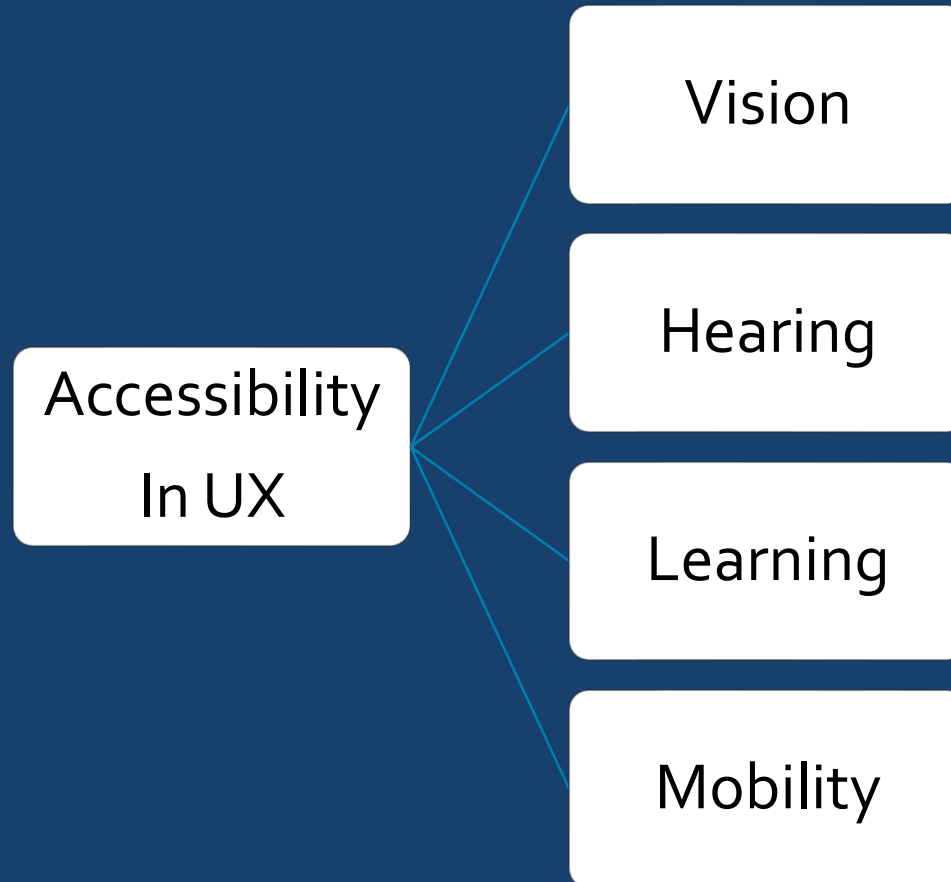 Accessibility
In UX
Vision
Hearing
Learning
Mobility